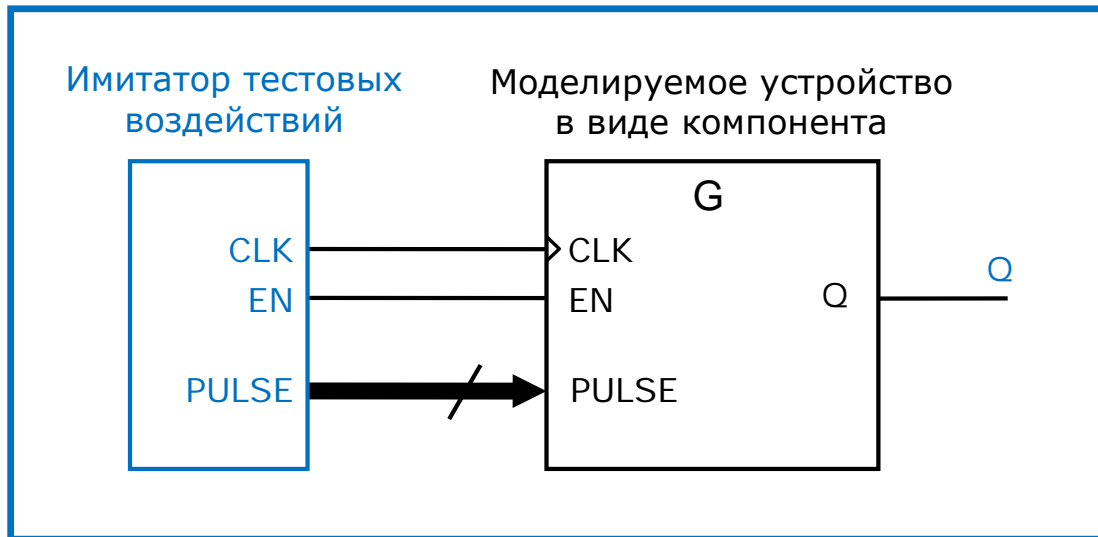 Имитатор тестовых
воздействий
Моделируемое устройство
в виде компонента
G
CLK
CLK
EN
EN
Q
Q
PULSE
PULSE